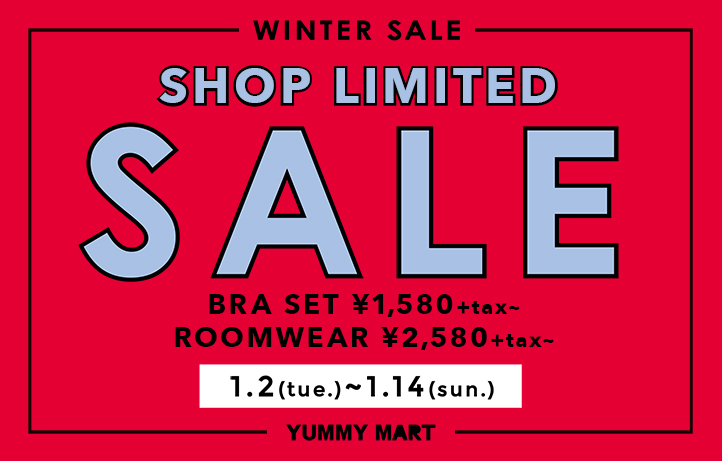 WINTER SALE
SHOP LIMITED
SALE
BRA SET ¥1,580+tax~
ROOMWEAR ¥2,580+tax~
1.2(tue.)~1.14(sun.)
YUMMY MART